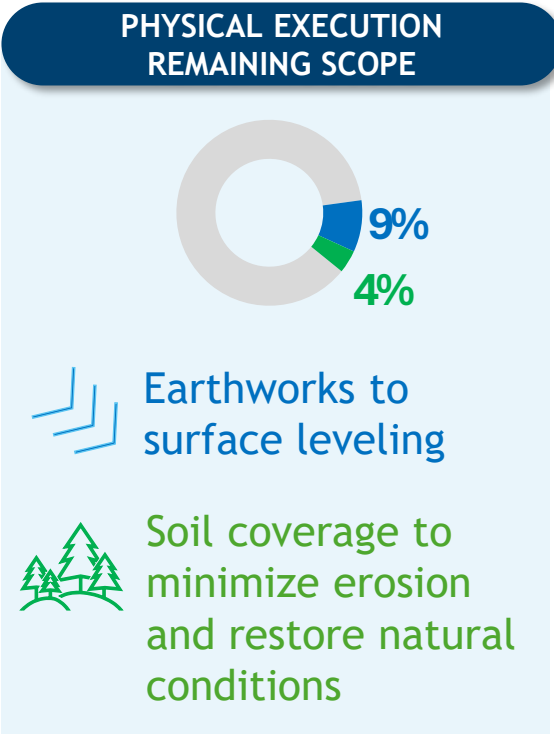 PHYSICAL EXECUTION
REMAINING SCOPE
9%
4%
Earthworks to
surface leveling
Soil coverage to
minimize erosion
and restore natural
conditions